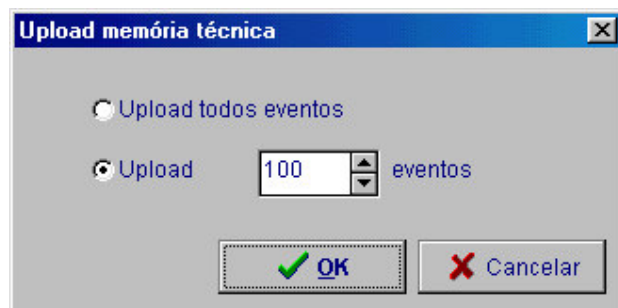 Upload memória técnica
Upload todos eventos
Upload 100 eventos
OK Cancelar